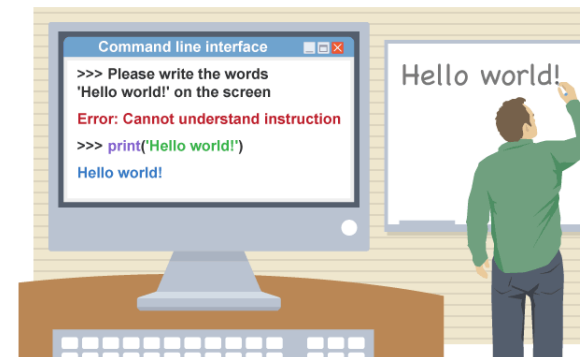 Command line interface
>>> Please write the words
'Hello world!' on the screen
Error: Cannot understand instruction
>>> print('Hello world!')
Hello world!
Hello world!